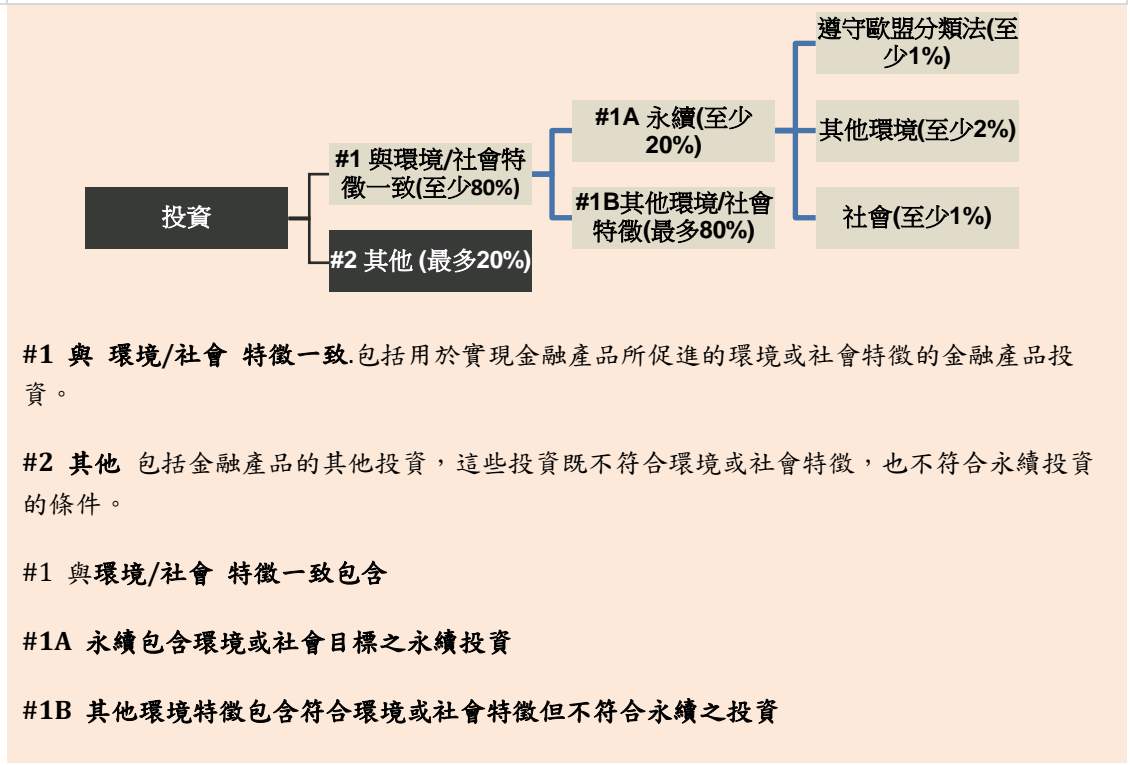 遵守歐盟分類法(至
少1%)
#1A 永續(至少
20%)
其他環境(至少2%)
#1 與環境/社會特
徵一致(至少80%)
投資
#1B其他環境/社會
特徵(最多80%)
社會(至少1%)
#2 其他 (最多20%)
#1 與 環境/社會 特徵一致.包括用於實現金融產品所促進的環境或社會特徵的金融產品投
資。
#2 其他 包括金融產品的其他投資，這些投資既不符合環境或社會特徵，也不符合永續投資
的條件。
#1 與環境/社會 特徵一致包含
#1A 永續包含環境或社會目標之永續投資
#1B 其他環境特徵包含符合環境或社會特徵但不符合永續之投資